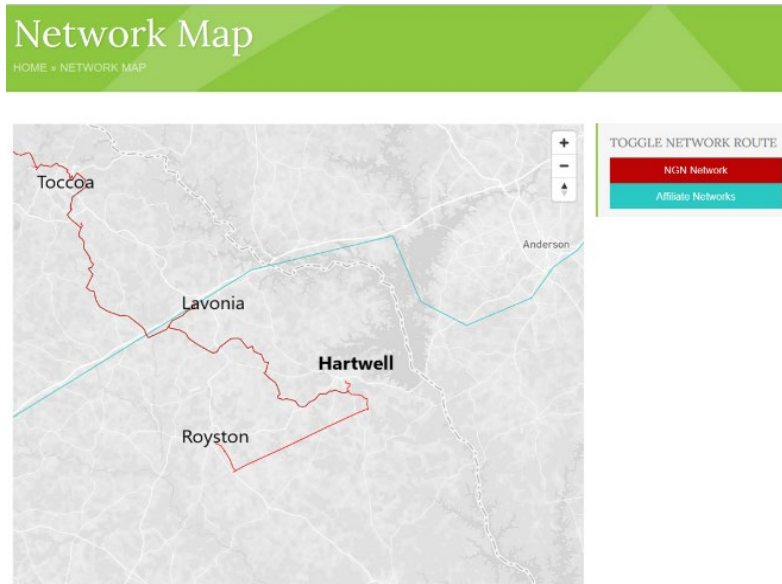 Network Map
HOME » NETWORK MAP
Toccoa
Lavonia
Hartwell
Royston
Anderson
TOGGLE NETWORK ROUTE
NGN Network
Affiliate Networks